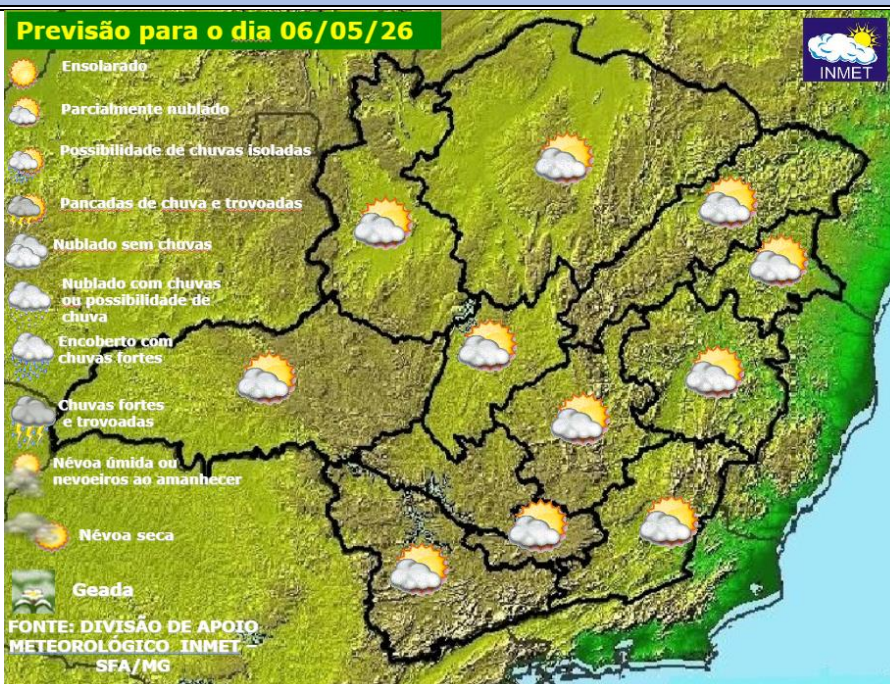 Previsão para o dia 06/05/26
INMET
Ensolarado
Parcialmente nublado
Possibilidade de chuvas isoladas
Pancadas de chuva e trovoadas
Nublado sem chuvas
Nublado com chuvas
ou possibilidade de
chuva
Encoberto com
chuvas fortes
Chuvas fortes
e trovoadas
Névoa úmida ou
nevoeiros ao amanhecer
Névoa seca
Geada
FONTE: DIVISÃO DE APOIO
METEOROLÓGICO INMET –
SFA/MG